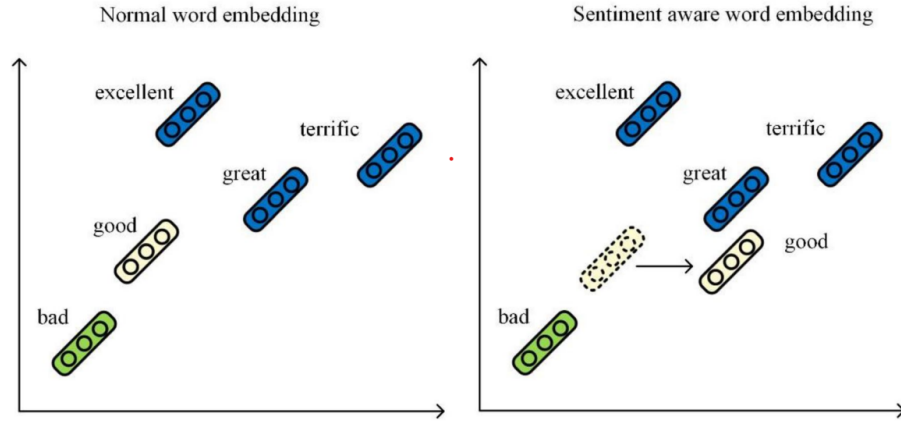 Normal word embedding
excellent
terrific
great
good
bad
Sentiment aware word embedding
excellent
terrific
great
good
bad